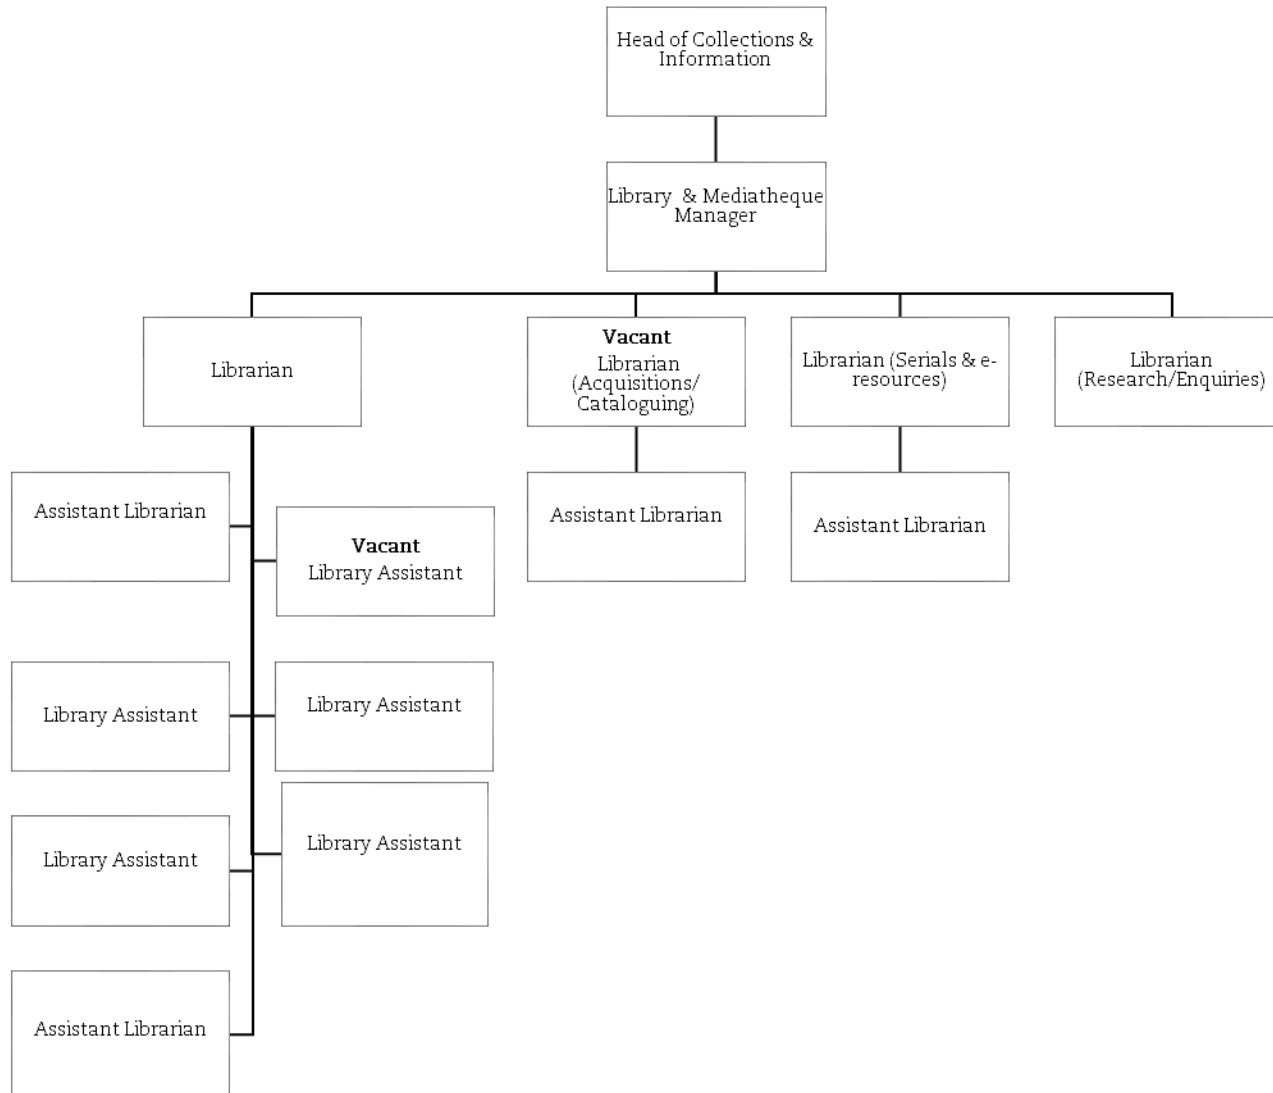 Head of Collections &
Information
Library & Mediatheque
Manager
Librarian
Vacant
Librarian
(Acquisitions/
Cataloguing)
Librarian (Serials & e-
resources)
Librarian
(Research/Enquiries)
Assistant Librarian
Vacant
Library Assistant
Assistant Librarian
Assistant Librarian
Library Assistant
Library Assistant
Library Assistant
Library Assistant
Assistant Librarian